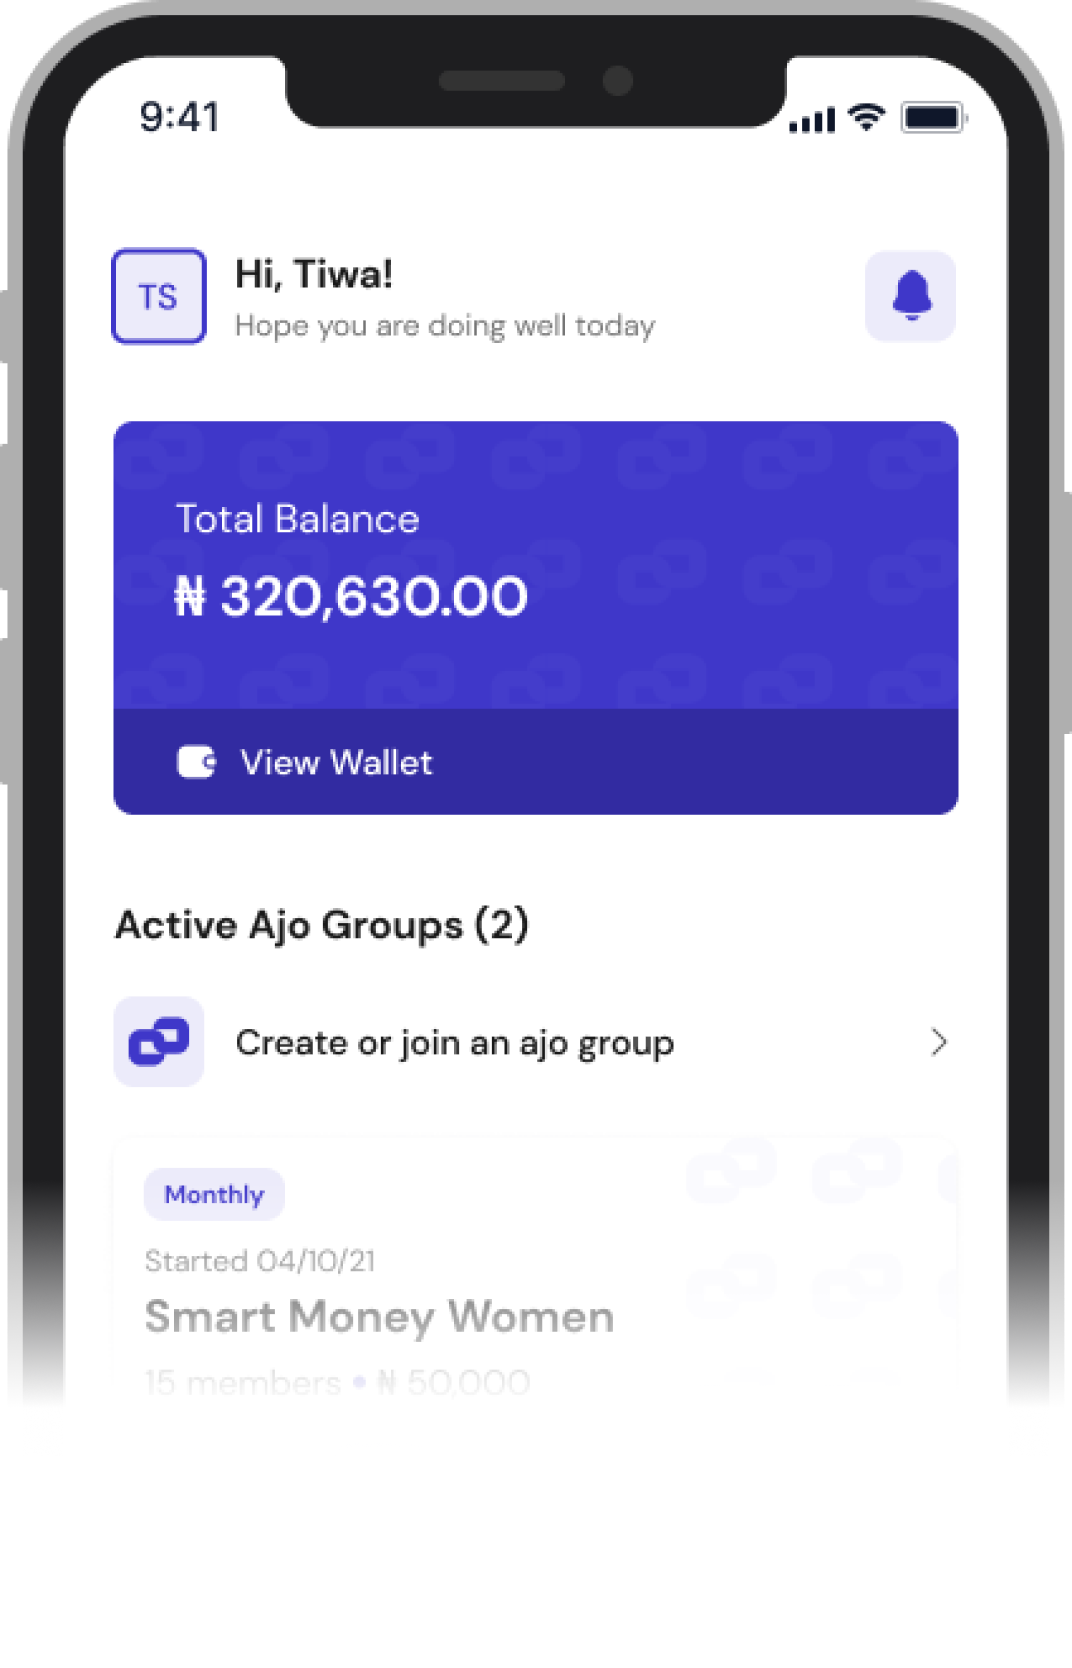 9:41
TS
Hi, Tiwa!
Hope you are doing well today
Total Balance
₦ 320,630.00
View Wallet
Active Ajo Groups (2)
Create or join an ajo group
Monthly
Started 04/10/21
Smart Money Women
15 members • ₦ 50,000